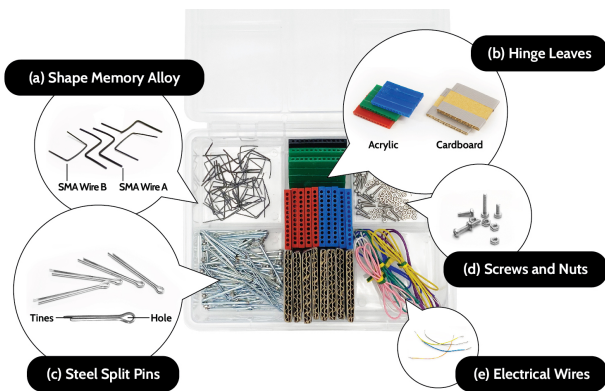 (a) Shape Memory Alloy
(b) Hinge Leaves
SMA Wire B
SMA Wire A
Acrylic
Cardboard
Tines
Hole
(d) Screws and Nuts
(c) Steel Split Pins
(e) Electrical Wires